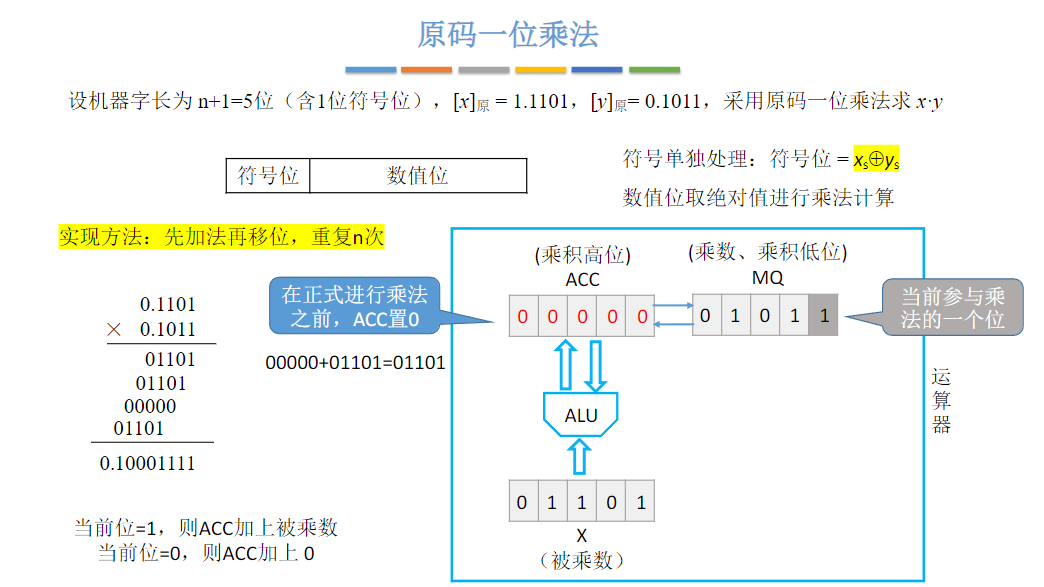 原码一位乘法
设机器字长为 n+1=5位（含1位符号位），[x]原 = 1.1101，[y]原= 0.1011，采用原码一位乘法求 x·y
符号位 数值位
符号单独处理：符号位 = xs⊕ys
数值位取绝对值进行乘法计算
实现方法：先加法再移位，重复n次
(乘积高位)
ACC
(乘数、乘积低位)
MQ
在正式进行乘法
之前，ACC置0
0 0 0 0 0
0 1 0 1 1
当前参与乘
法的一个位
0.1101
× 0.1011
01101
01101
00000
01101
0.10001111
00000+01101=01101
ALU
运
算
器
0 1 1 0 1
X
（被乘数）
当前位=1，则ACC加上被乘数
当前位=0，则ACC加上 0